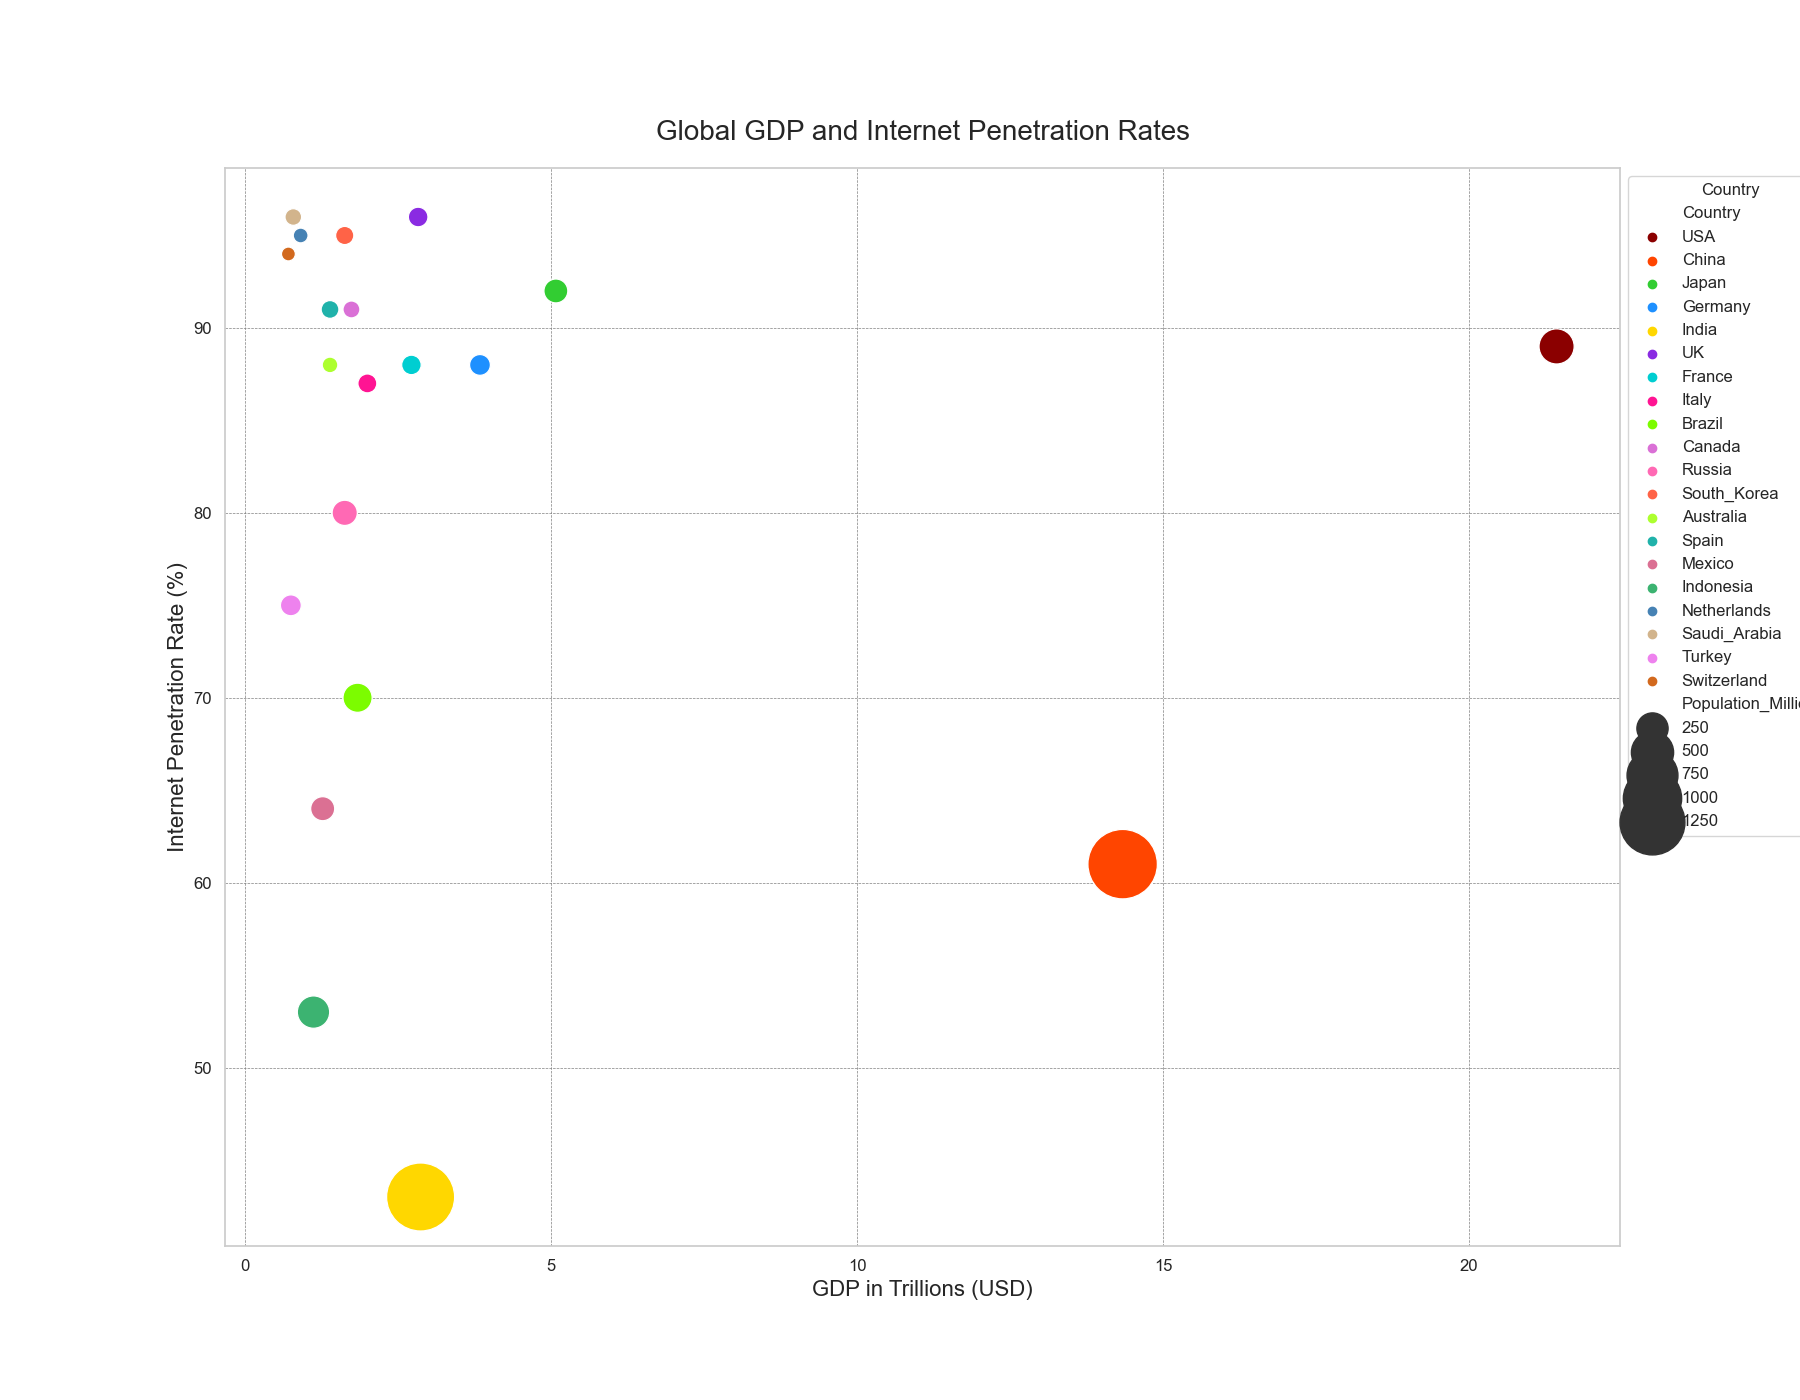 Global GDP and Internet Penetration Rates
Internet Penetration Rate (%)
90
80
70
60
50
0
5
10
15
20
GDP in Trillions (USD)
Country
Country
USA
China
Japan
Germany
India
UK
France
Italy
Brazil
Canada
Russia
South_Korea
Australia
Spain
Mexico
Indonesia
Netherlands
Saudi_Arabia
Turkey
Switzerland
Population_Milli
250
500
750
1000
1250